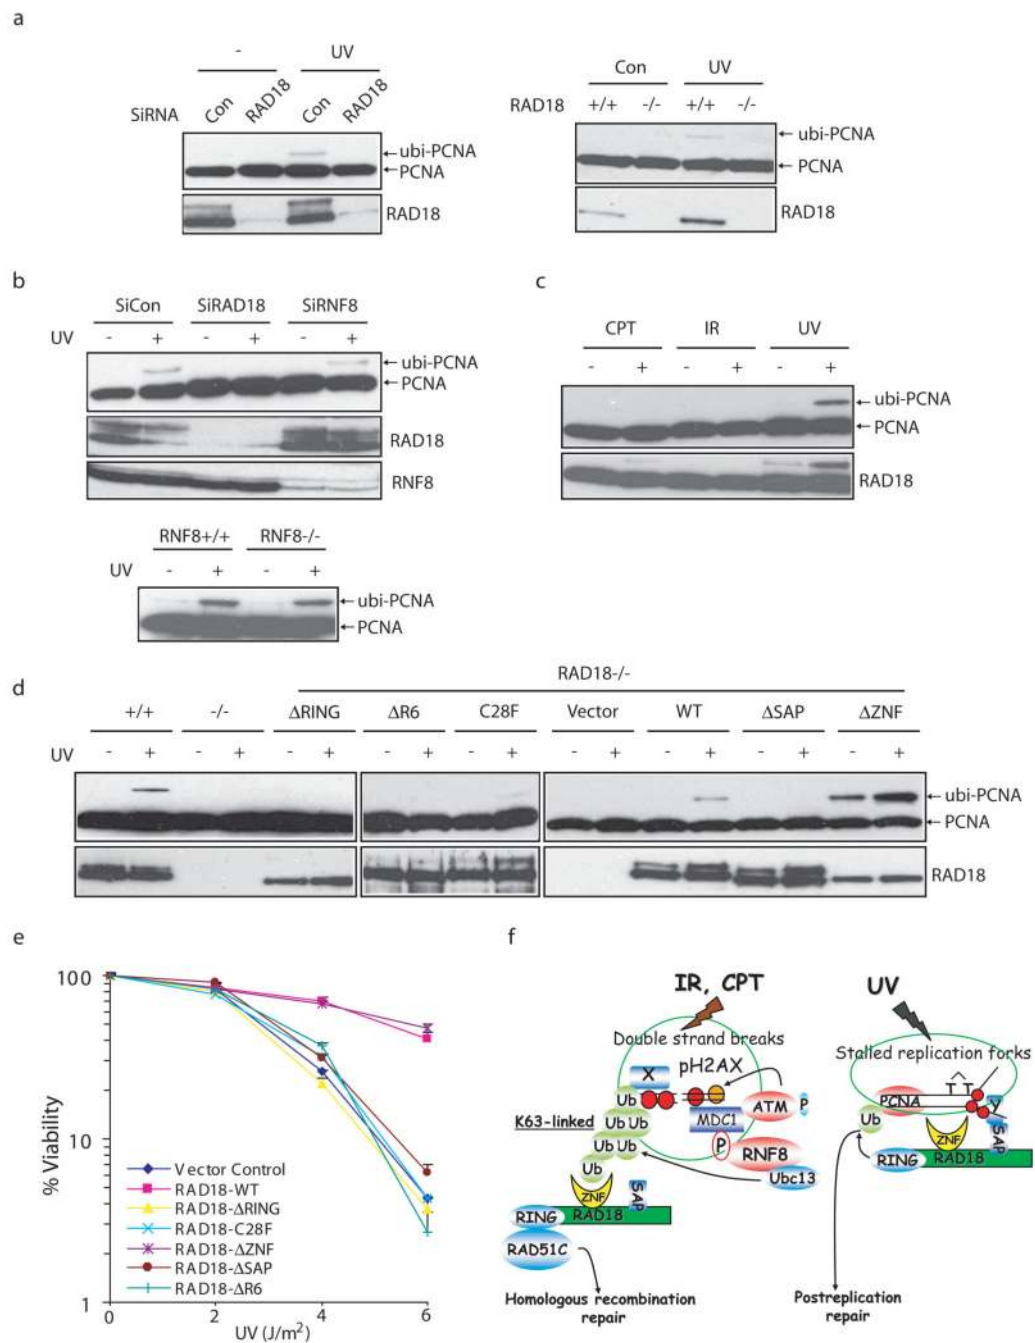 a
- UV
SiRNA Con RAD18 Con RAD18
ubi-PCNA
PCNA
RAD18
Con UV
RAD18 +/+ -/- +/+ -/-
ubi-PCNA
PCNA
RAD18
b
SiCon SiRAD18 SiRNF8
UV - + - + - +
ubi-PCNA
PCNA
RAD18
RNF8
RNF8+/+ RNF8-/-
UV - + - +
ubi-PCNA
PCNA
c
CPT IR UV
- + - + - +
ubi-PCNA
PCNA
RAD18
d
RAD18-/-
+/+ -/- ΔRING ΔR6 C28F Vector WT ΔSAP ΔZNF
UV - + - + - + - + - + - + - + - + - +
ubi-PCNA
PCNA
RAD18
e
100
10
1
% Viability
Vector Control
RAD18-WT
RAD18-ΔRING
RAD18-C28F
RAD18-ΔZNF
RAD18-ΔSAP
RAD18-ΔR6
0 2 4 6
UV (J/m²)
f
IR, CPT
Double strand breaks
pH2AX
X
Ub
ATM P
K63-linked
Ub Ub
MDC1
Ub Ub
P
RNF8
Ub
Ubc13
ZNF
SAP
RING RAD18
RAD51C
Homologous recombination
repair
UV
Stalled replication forks
T T
PCNA
Y
Ub
ZNF
SAP
RING RAD18
Postreplication
repair